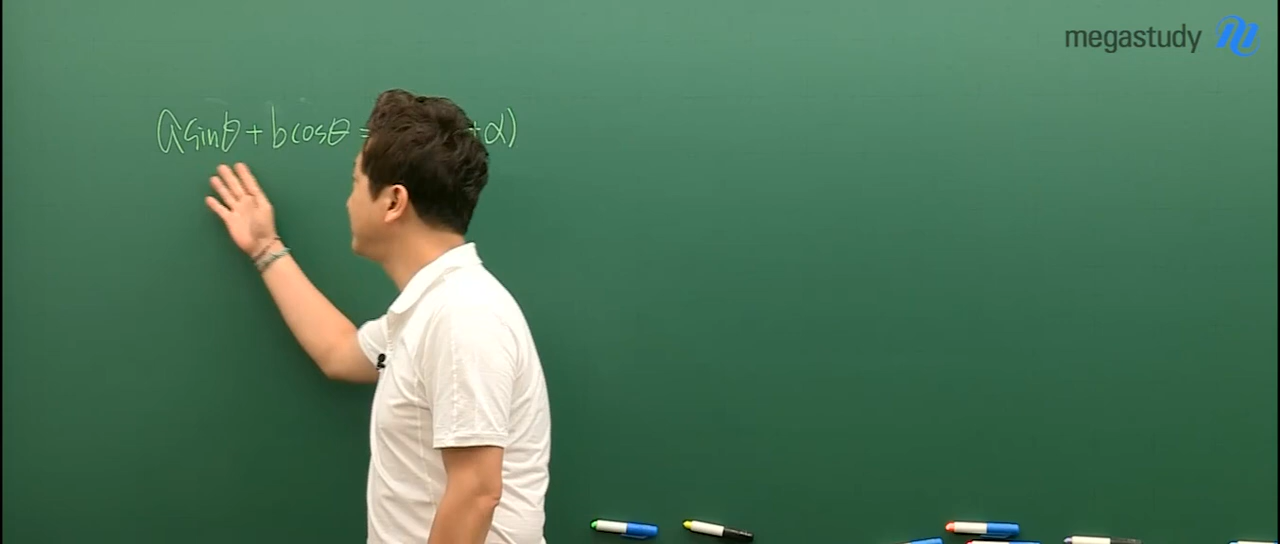 megastudy
asinθ + bcosθ = +α)